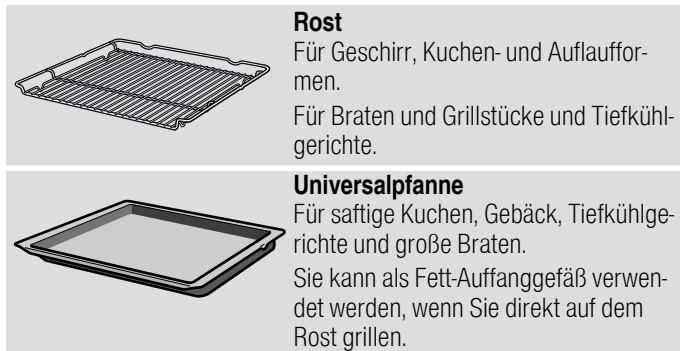 Rost
Für Geschirr, Kuchen- und Auflauffor-
men.
Für Braten und Grillstücke und Tiefkühl-
gerichte.
Universalpfanne
Für saftige Kuchen, Gebäck, Tiefkühlge-
richte und große Braten.
Sie kann als Fett-Auffanggefäß verwen-
det werden, wenn Sie direkt auf dem
Rost grillen.